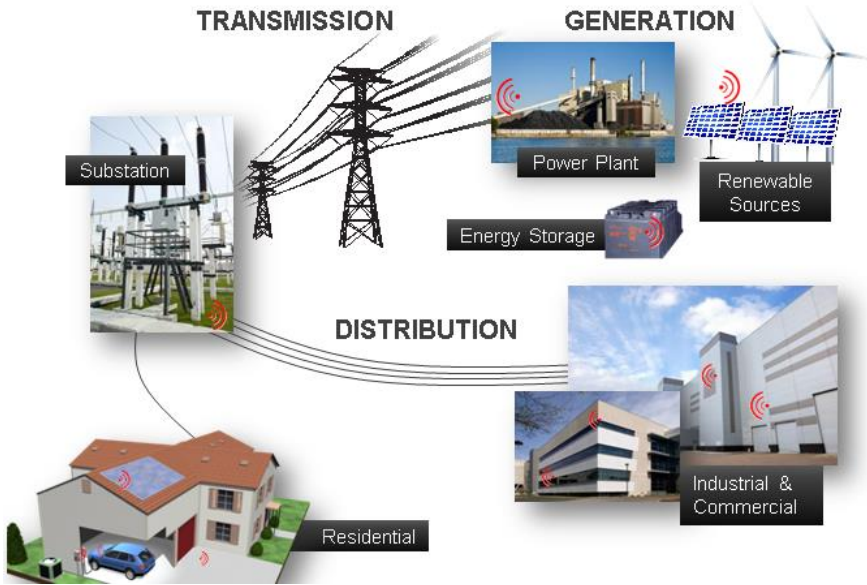 TRANSMISSION
GENERATION
Substation
Power Plant
Renewable
Sources
Energy Storage
DISTRIBUTION
Industrial &
Commercial
Residential